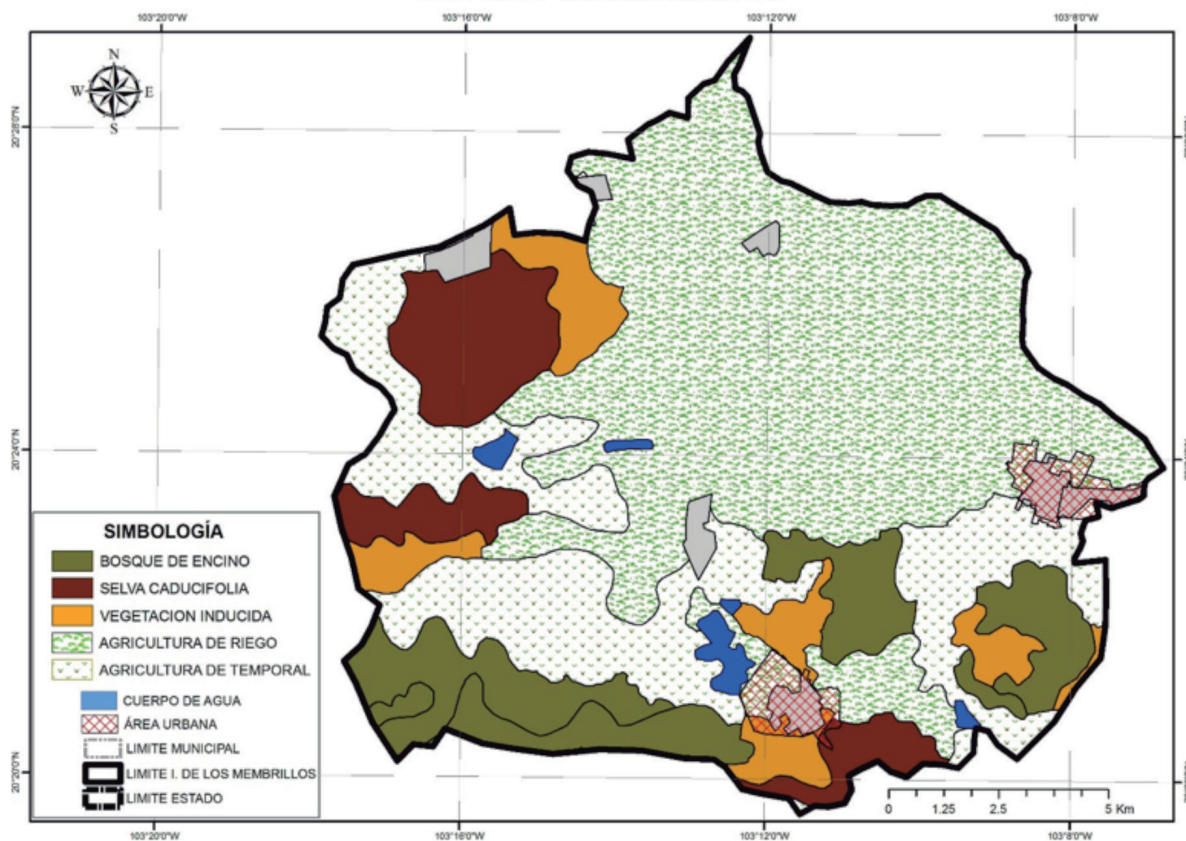 103°20'0"W 103°16'0"W 103°12'0"W 103°8'0"W
N
W E
S
20°28'0"N
20°24'0"N
20°20'0"N
SIMBOLOGÍA
BOSQUE DE ENCINO
SELVA CADUCIFOLIA
VEGETACION INDUCIDA
AGRICULTURA DE RIEGO
AGRICULTURA DE TEMPORAL
CUERPO DE AGUA
ÁREA URBANA
LIMITE MUNICIPAL
LIMITE I. DE LOS MEMBRILLOS
LIMITE ESTADO
0 1.25 2.5 5 Km
103°20'0"W 103°16'0"W 103°12'0"W 103°8'0"W